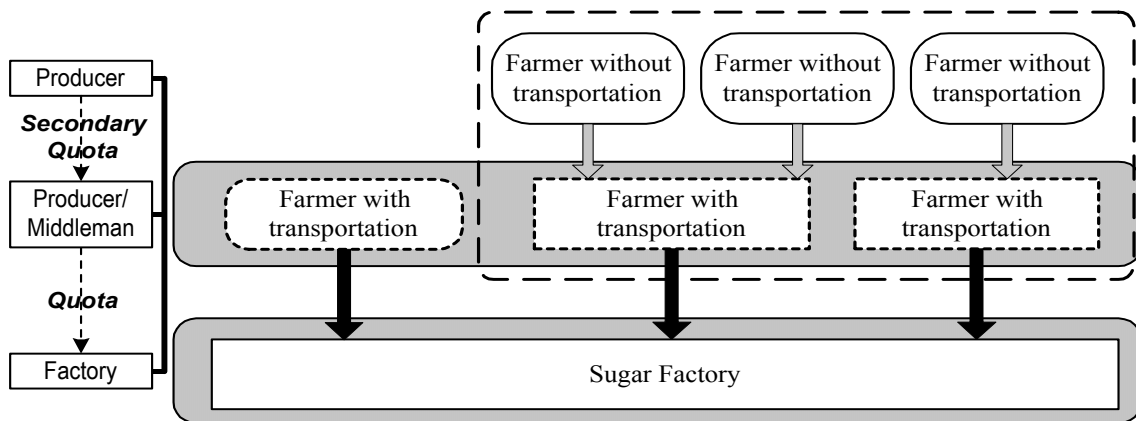 Producer
Secondary
Quota
Producer/
Middleman
Quota
Factory
Farmer without
transportation
Farmer without
transportation
Farmer without
transportation
Farmer with
transportation
Farmer with
transportation
Farmer with
transportation
Sugar Factory